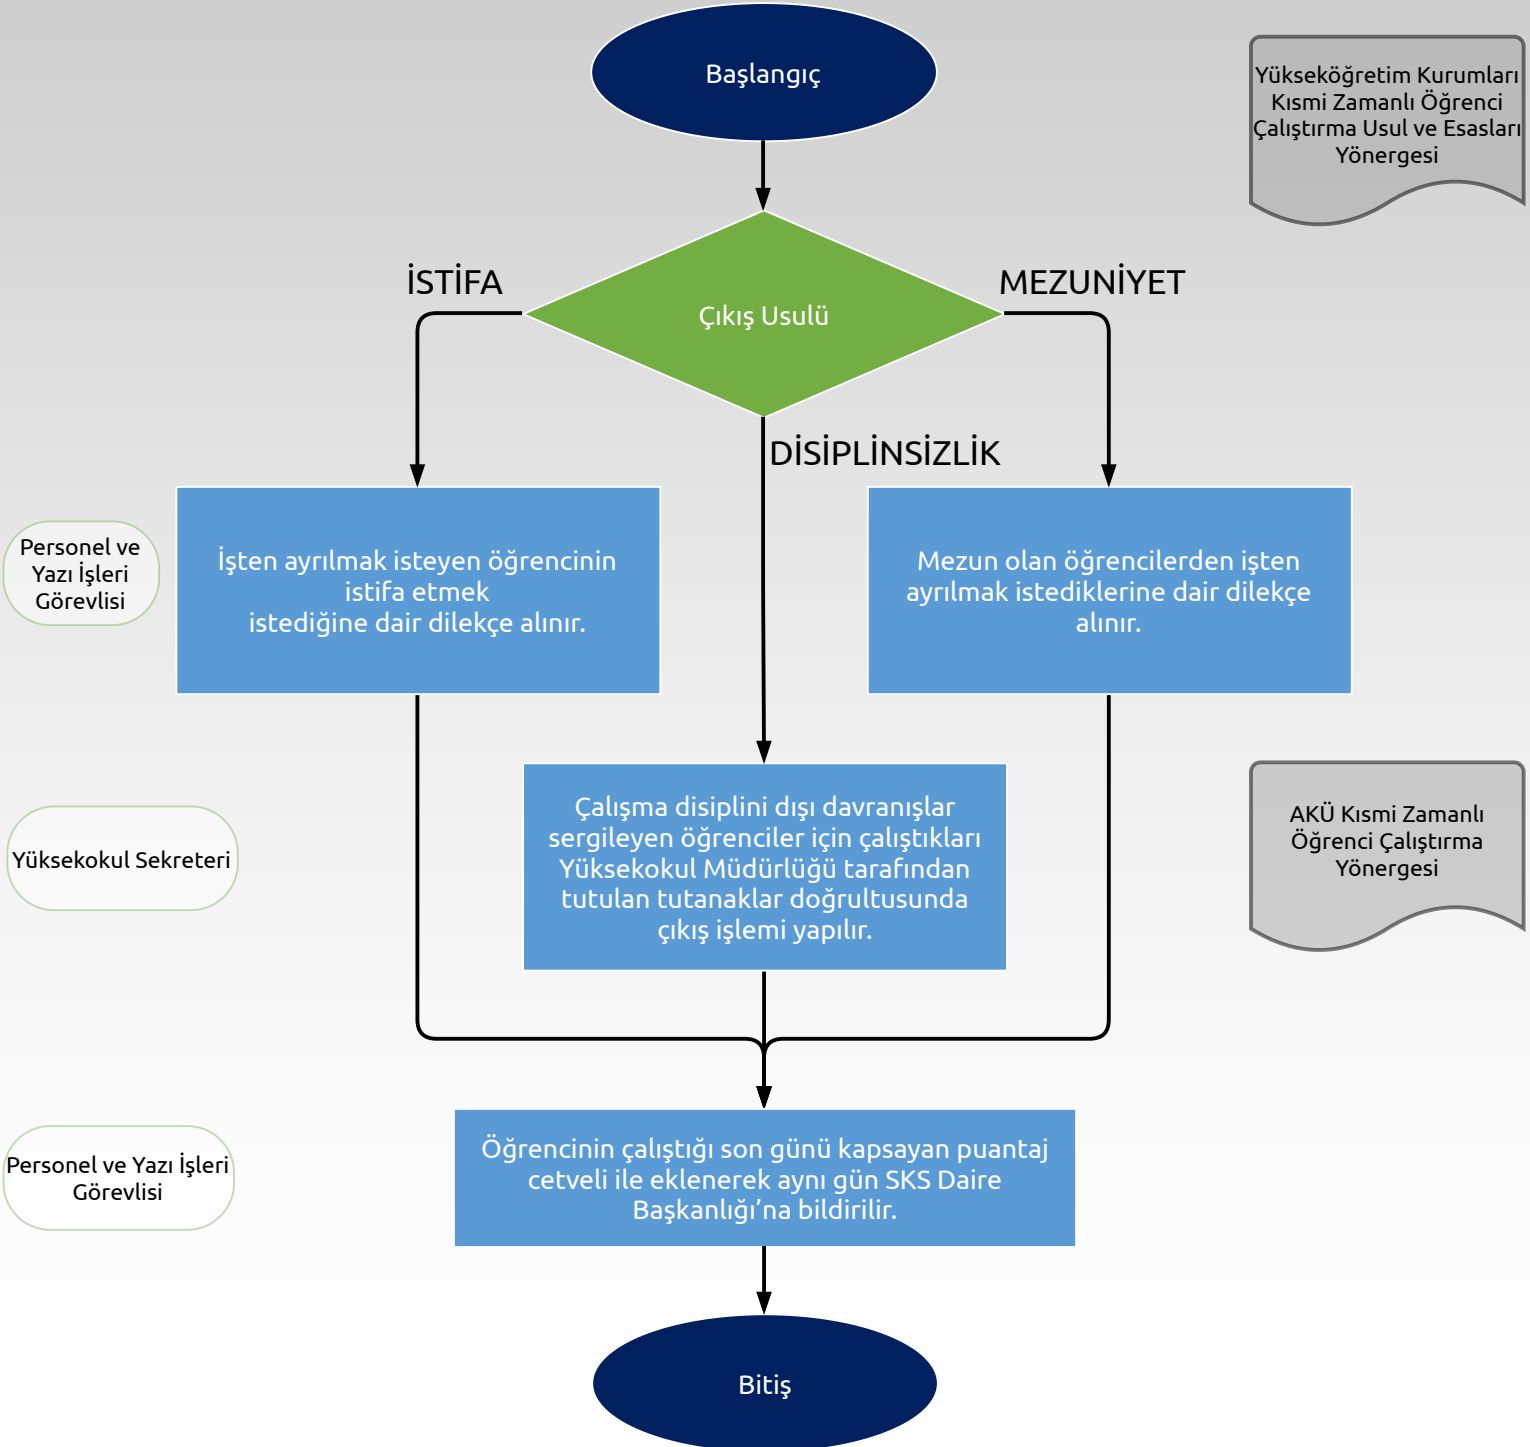 Başlangıç
Yükseköğretim Kurumları
Kısmi Zamanlı Öğrenci
Çalıştırma Usul ve Esasları
Yönergesi
İSTİFA
MEZUNİYET
Çıkış Usulü
DİSİPLİNSİZLİK
Personel ve
Yazı İşleri
Görevlisi
İşten ayrılmak isteyen öğrencinin
istifa etmek
istediğine dair dilekçe alınır.
Mezun olan öğrencilerden işten
ayrılmak istediklerine dair dilekçe
alınır.
Yüksekokul Sekreteri
Çalışma disiplini dışı davranışlar
sergileyen öğrenciler için çalıştıkları
Yüksekokul Müdürlüğü tarafından
tutulan tutanaklar doğrultusunda
çıkış işlemi yapılır.
AKÜ Kısmi Zamanlı
Öğrenci Çalıştırma
Yönergesi
Personel ve Yazı İşleri
Görevlisi
Öğrencinin çalıştığı son günü kapsayan puantaj
cetveli ile eklenerek aynı gün SKS Daire
Başkanlığı’na bildirilir.
Bitiş